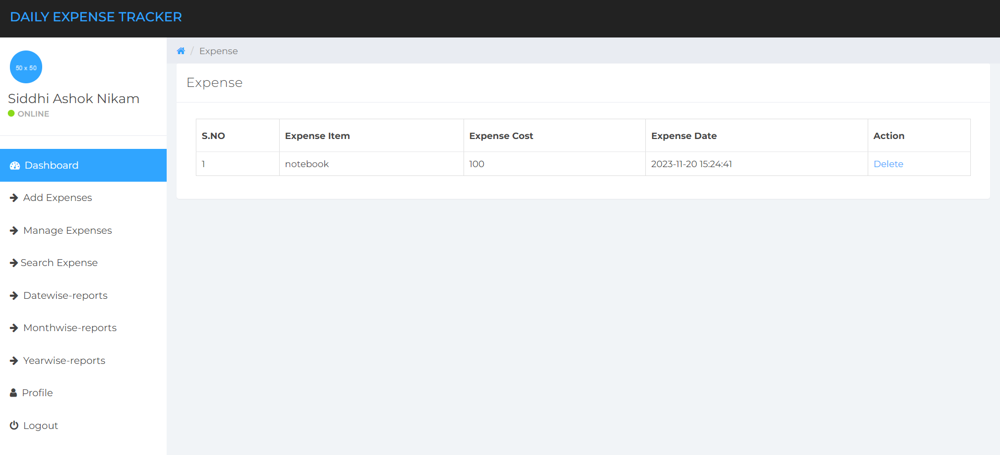 DAILY EXPENSE TRACKER
50 x 50
Siddhi Ashok Nikam
ONLINE
Dashboard
Add Expenses
Manage Expenses
Search Expense
Datewise-reports
Monthwise-reports
Yearwise-reports
Profile
Logout
/ Expense
Expense
S.NO Expense Item Expense Cost Expense Date Action
1 notebook 100 2023-11-20 15:24:41 Delete